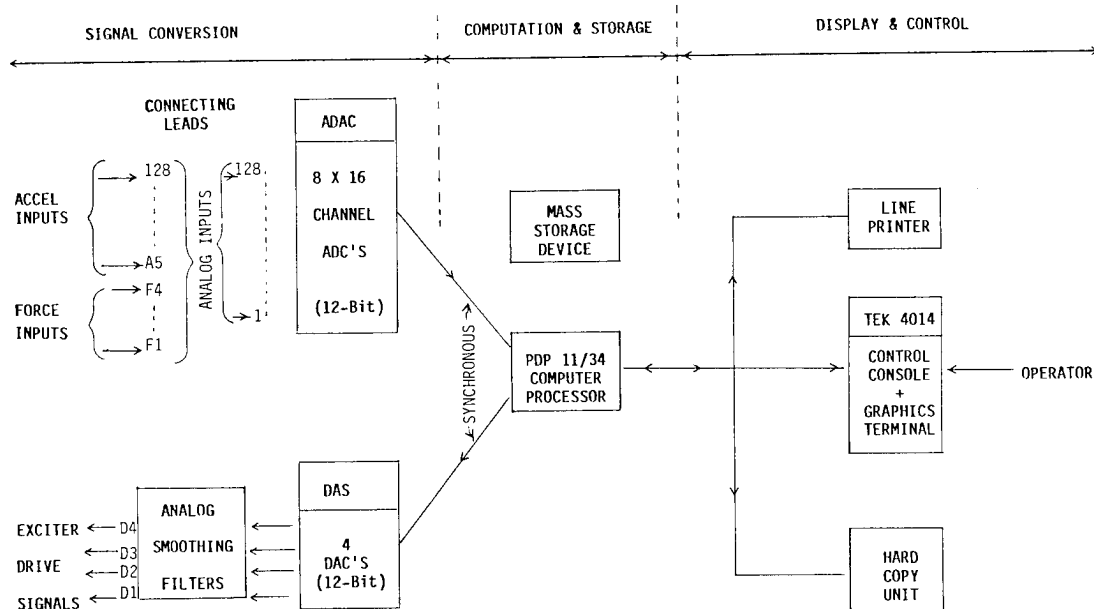 SIGNAL CONVERSION
COMPUTATION & STORAGE
DISPLAY & CONTROL
CONNECTING
LEADS
ACCEL
INPUTS
128
A5
FORCE
INPUTS
F4
F1
ANALOG INPUTS
128
1
ADAC
8 X 16
CHANNEL
ADC'S
(12-Bit)
SYNCHRONOUS
MASS
STORAGE
DEVICE
PDP 11/34
COMPUTER
PROCESSOR
LINE
PRINTER
TEK 4014
CONTROL
CONSOLE
+
GRAPHICS
TERMINAL
OPERATOR
HARD
COPY
UNIT
DAS
4
DAC'S
(12-Bit)
ANALOG
SMOOTHING
FILTERS
D4
D3
D2
D1
EXCITER
DRIVE
SIGNALS